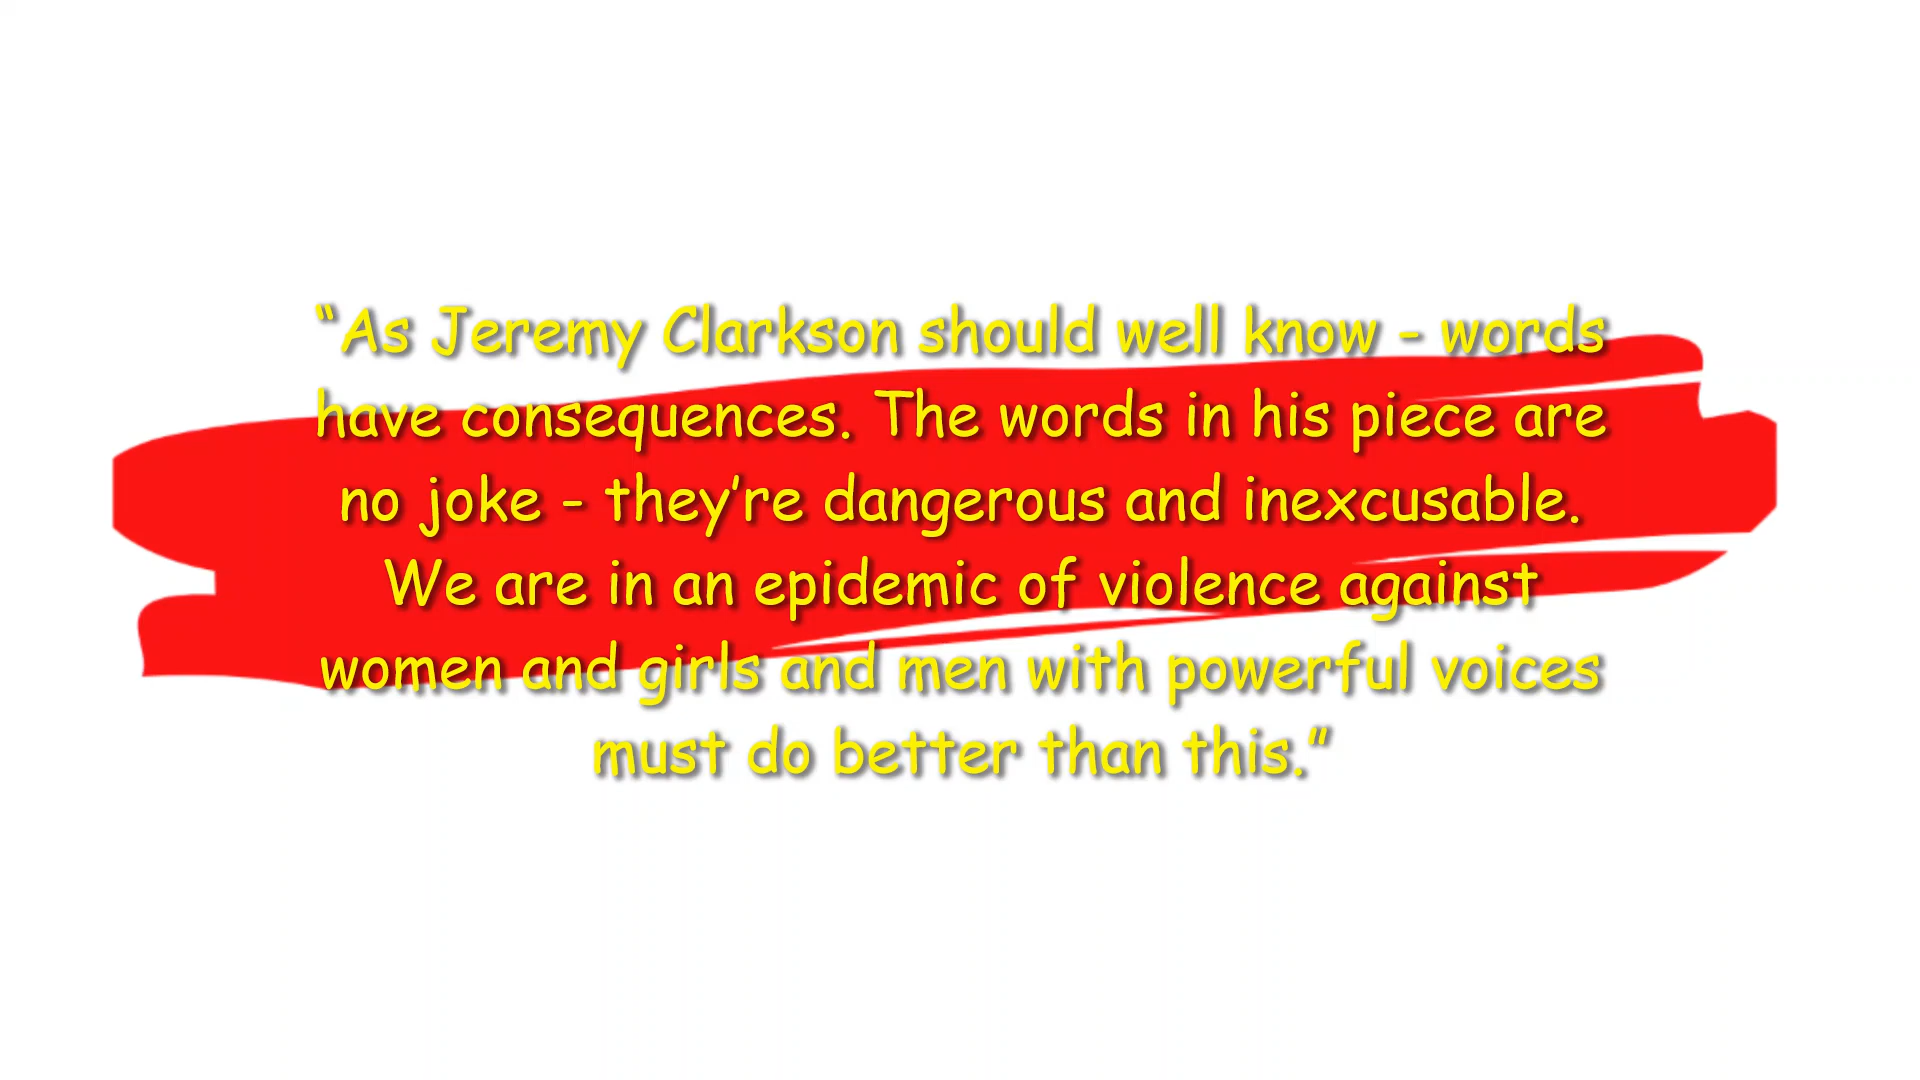 “As Jeremy Clarkson should well know - words
have consequences. The words in his piece are
no joke - they’re dangerous and inexcusable.
We are in an epidemic of violence against
women and girls and men with powerful voices
must do better than this.”